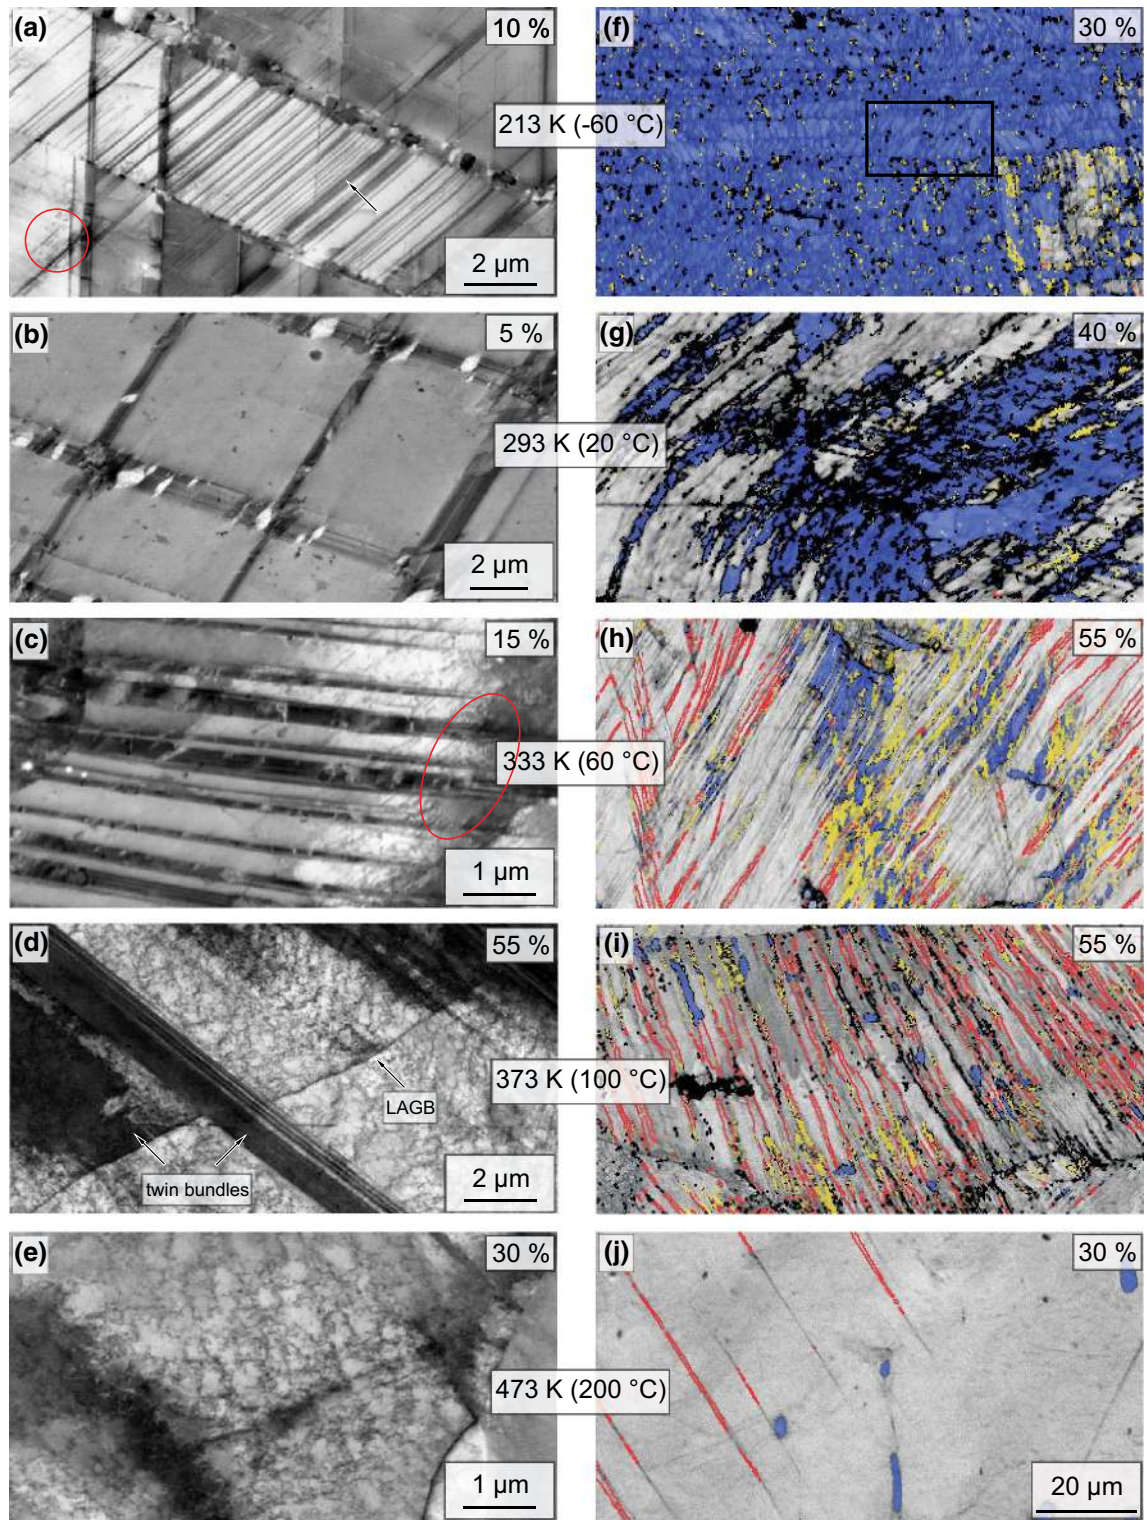 (a)
10 %
2 µm
(f)
30 %
213 K (-60 °C)
(b)
5 %
2 µm
(g)
40 %
293 K (20 °C)
(c)
15 %
1 µm
(h)
55 %
333 K (60 °C)
(d)
55 %
LAGB
twin bundles
2 µm
(i)
55 %
373 K (100 °C)
(e)
30 %
1 µm
(j)
30 %
473 K (200 °C)
20 µm